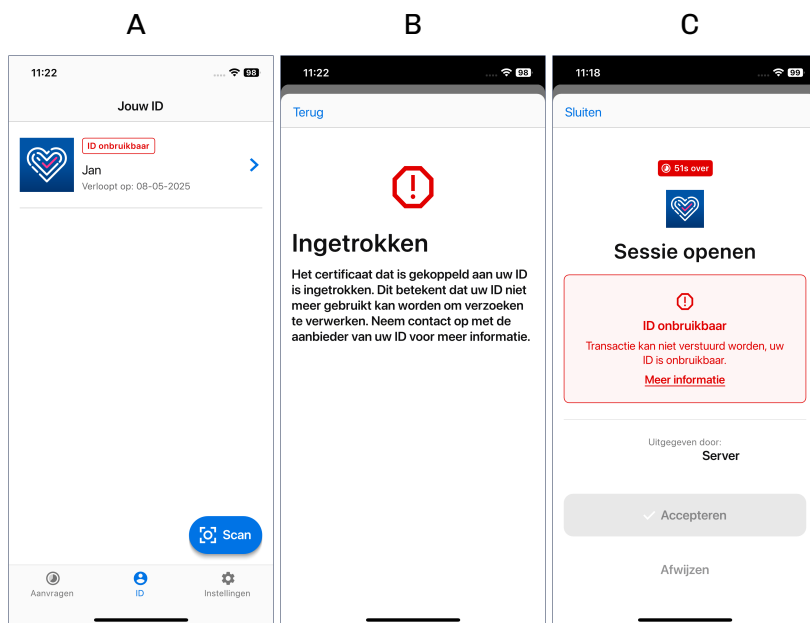 A
B
C
11:22
98
Jouw ID
ID onbruikbaar
Jan
Verloopt op: 08-05-2025
Scan
Aanvragen
ID
Instellingen
11:22
98
Terug
Ingetrokken
Het certificaat dat is gekoppeld aan uw ID
is ingetrokken. Dit betekent dat uw ID niet
meer gebruikt kan worden om verzoeken
te verwerken. Neem contact op met de
aanbieder van uw ID voor meer informatie.
11:18
99
Sluiten
51s over
Sessie openen
ID onbruikbaar
Transactie kan niet verstuurd worden, uw
ID is onbruikbaar.
Meer informatie
Uitgegeven door:
Server
Accepteren
Afwijzen